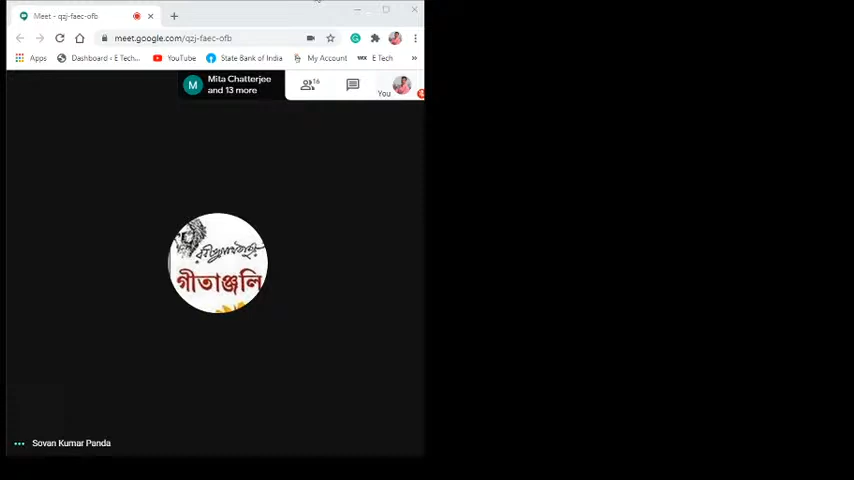 Meet - qzj-faec-ofb
meet.google.com/qzj-faec-ofb
Apps Dashboard ‹ E Tech... YouTube State Bank of India My Account WX E Tech »
M Mita Chatterjee
and 13 more
16
You
গীতাঞ্জলি
Sovan Kumar Panda